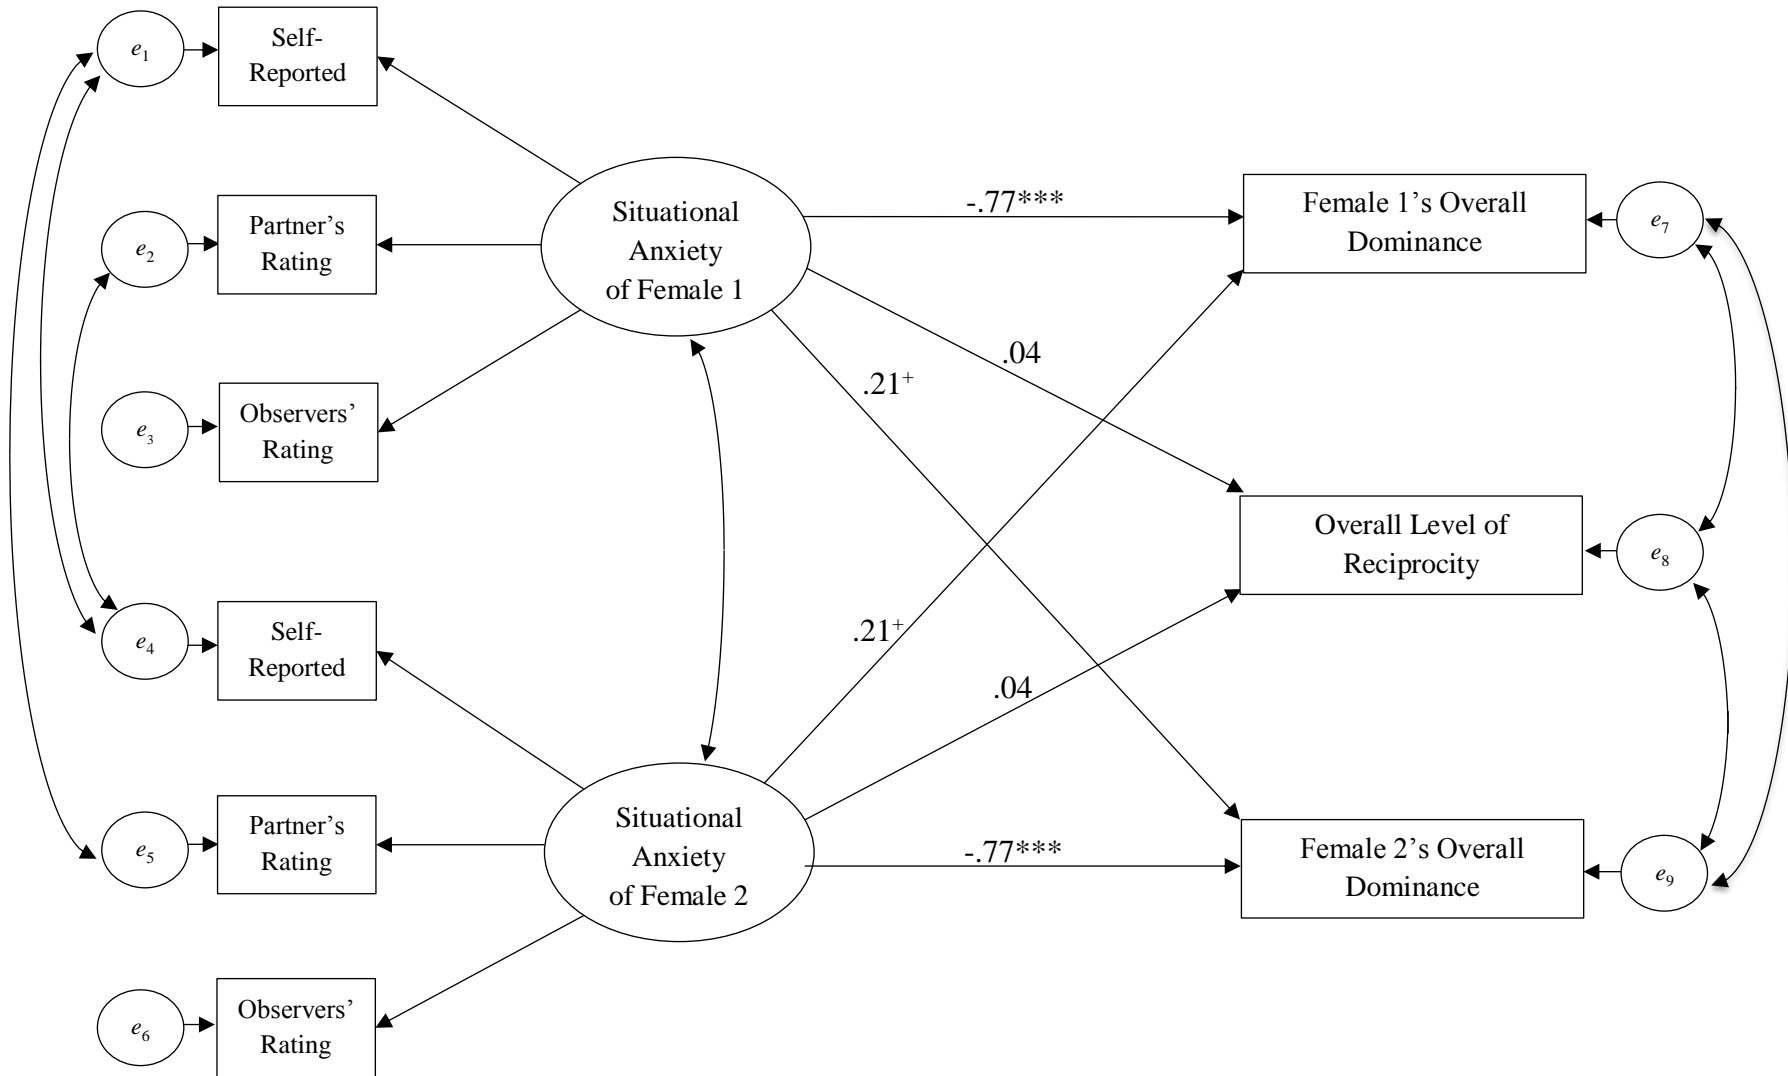 e1
Self-
Reported
e2
Partner’s
Rating
e3
Observers’
Rating
e4
Self-
Reported
e5
Partner’s
Rating
e6
Observers’
Rating
Situational
Anxiety
of Female 1
Situational
Anxiety
of Female 2
-.77***
.04
.21+
.21+
.04
-.77***
Female 1’s Overall
Dominance
e7
Overall Level of
Reciprocity
e8
Female 2’s Overall
Dominance
e9